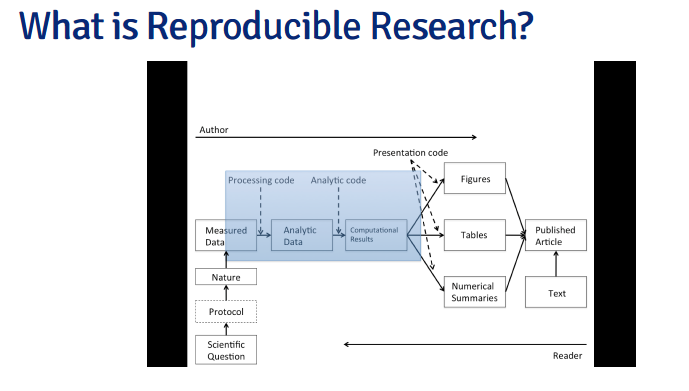 What is Reproducible Research?
Author
Presentation code
Processing code
Analytic code
Figures
Measured
Data
Analytic
Data
Computational
Results
Tables
Published
Article
Nature
Numerical
Summaries
Text
Protocol
Scientific
Question
Reader